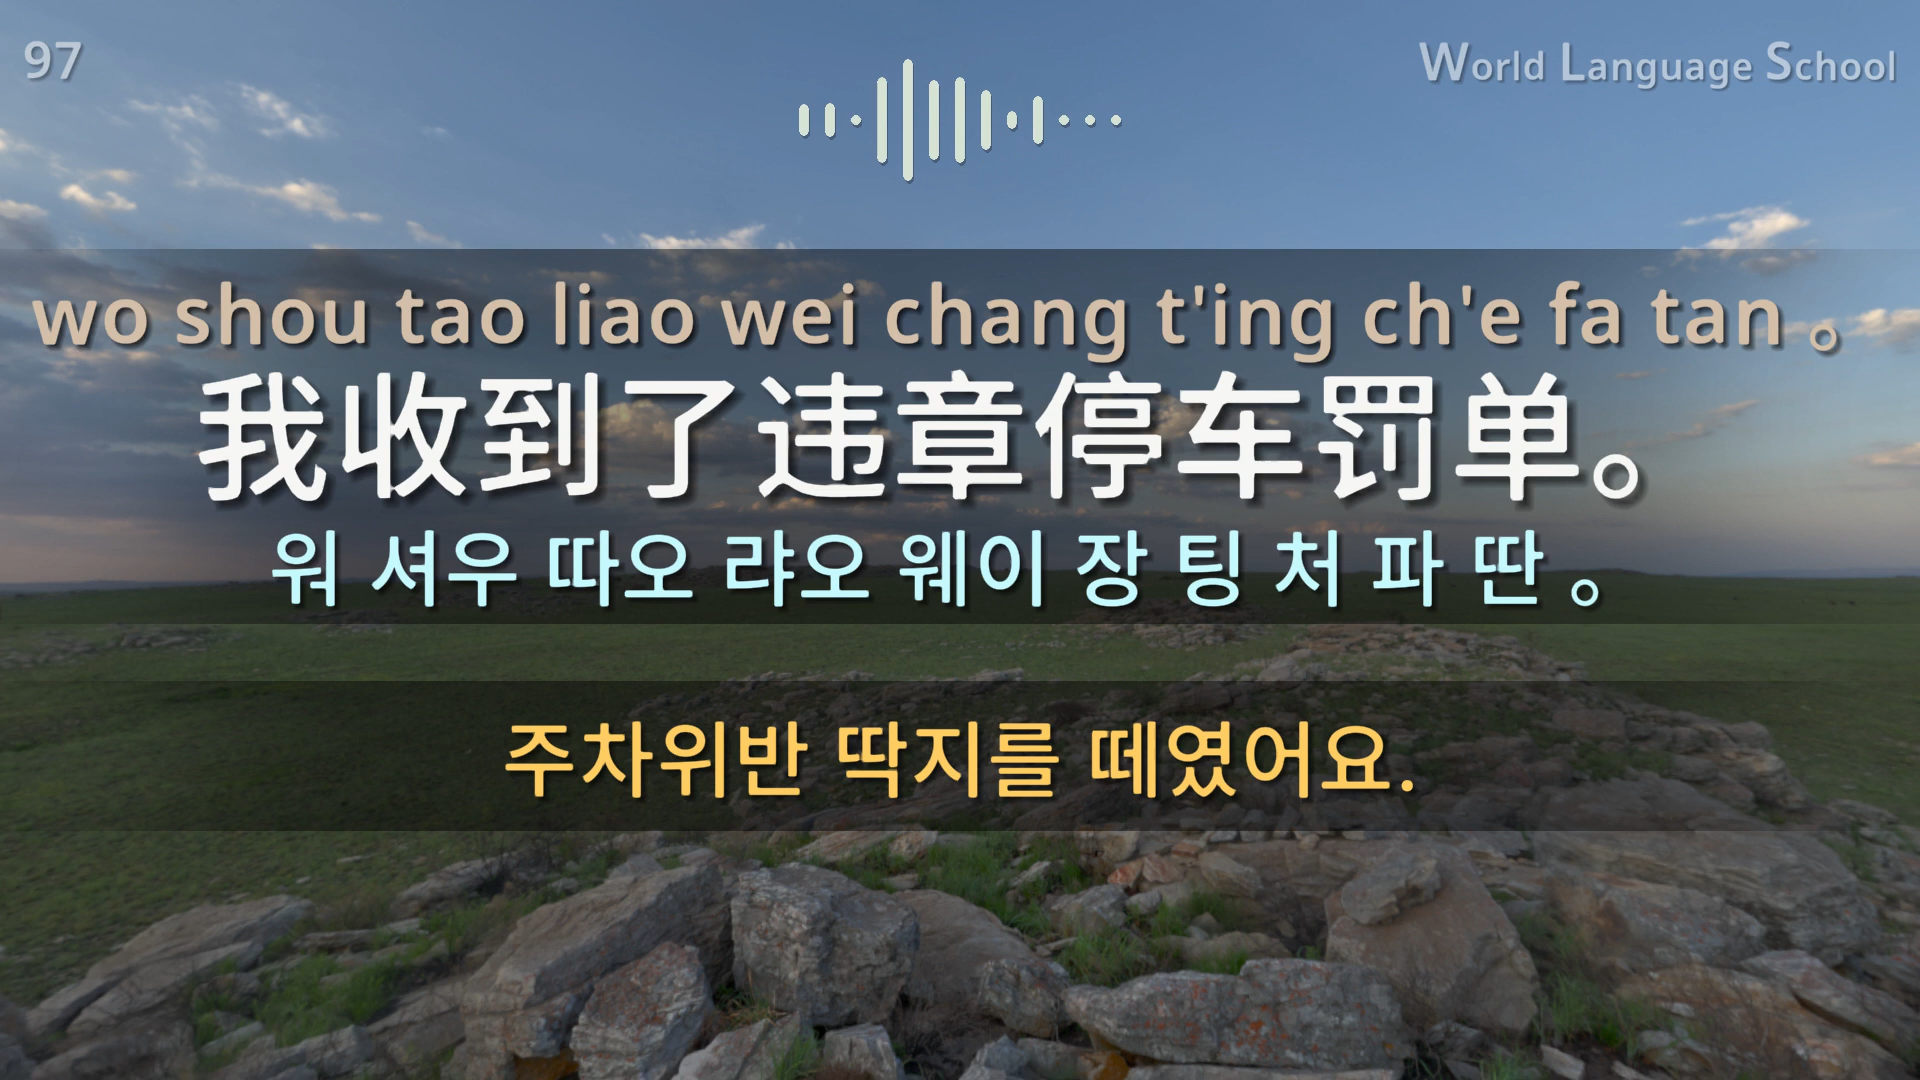 97
World Language School
wo shou tao liao wei chang t'ing ch'e fa tan 。
我收到了违章停车罚单。
워 셔우 따오 랴오 웨이 장 팅 처 파 딴 。
주차위반 딱지를 떼였어요.